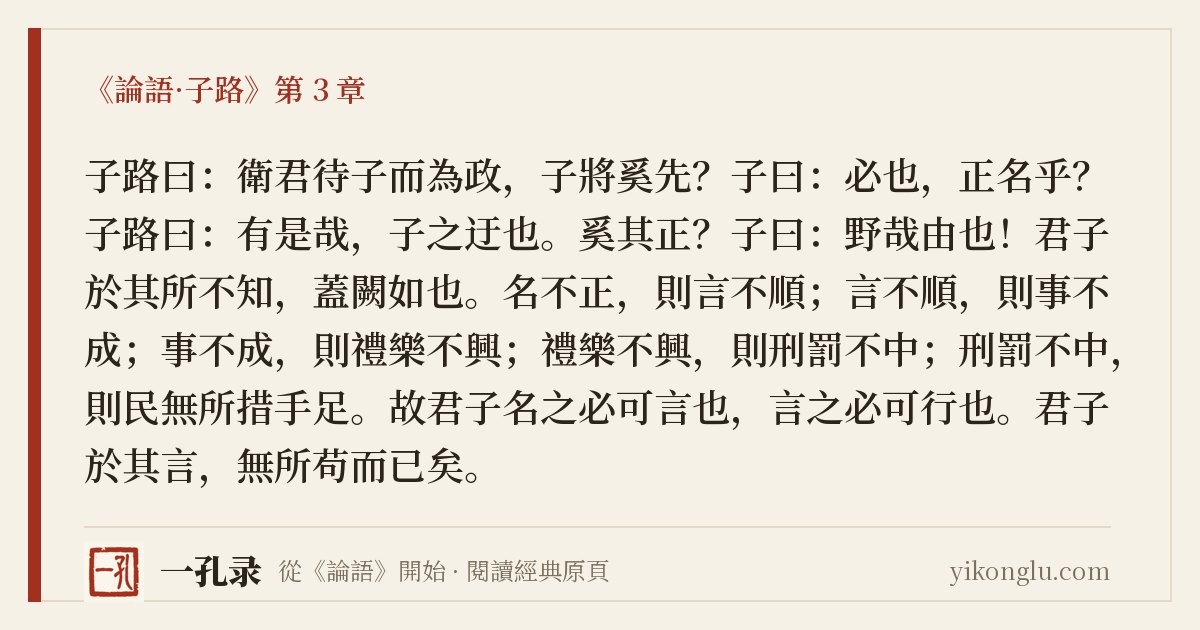 《論語·子路》第 3 章
子路曰：衛君待子而為政，子將奚先？子曰：必也，正名乎？
子路曰：有是哉，子之迂也。奚其正？子曰：野哉由也！君子
於其所不知，蓋闕如也。名不正，則言不順；言不順，則事不
成；事不成，則禮樂不興；禮樂不興，則刑罰不中；刑罰不中，
則民無所措手足。故君子名之必可言也，言之必可行也。君子
於其言，無所苟而已矣。
一孔
一孔录 從《論語》開始 · 閱讀經典原頁 yikonglu.com